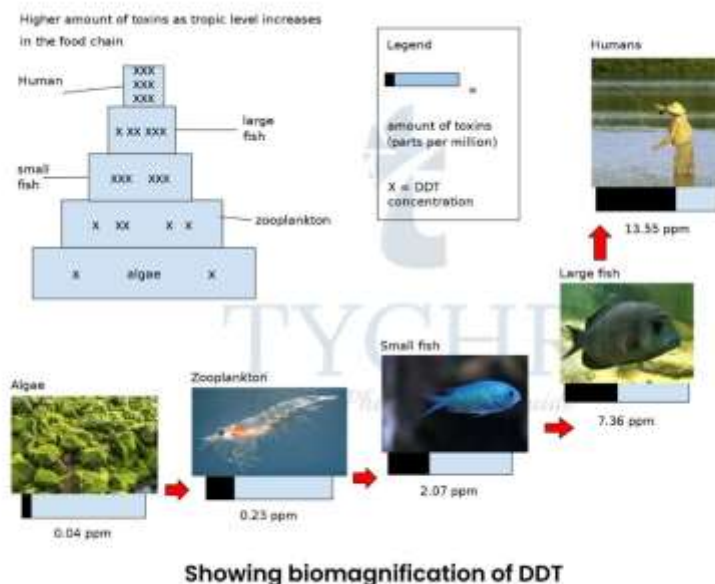 Higher amount of toxins as tropic level increases
in the food chain
Human
XXX
XXX
XXX
X XX XXX
large
fish
small
fish
XXX XXX
X XX X X
zooplankton
X algae X
Legend
=
amount of toxins
(parts per million)
X = DDT
concentration
Humans
13.55 ppm
Large fish
7.36 ppm
Small fish
2.07 ppm
Zooplankton
0.23 ppm
Algae
0.04 ppm
Showing biomagnification of DDT